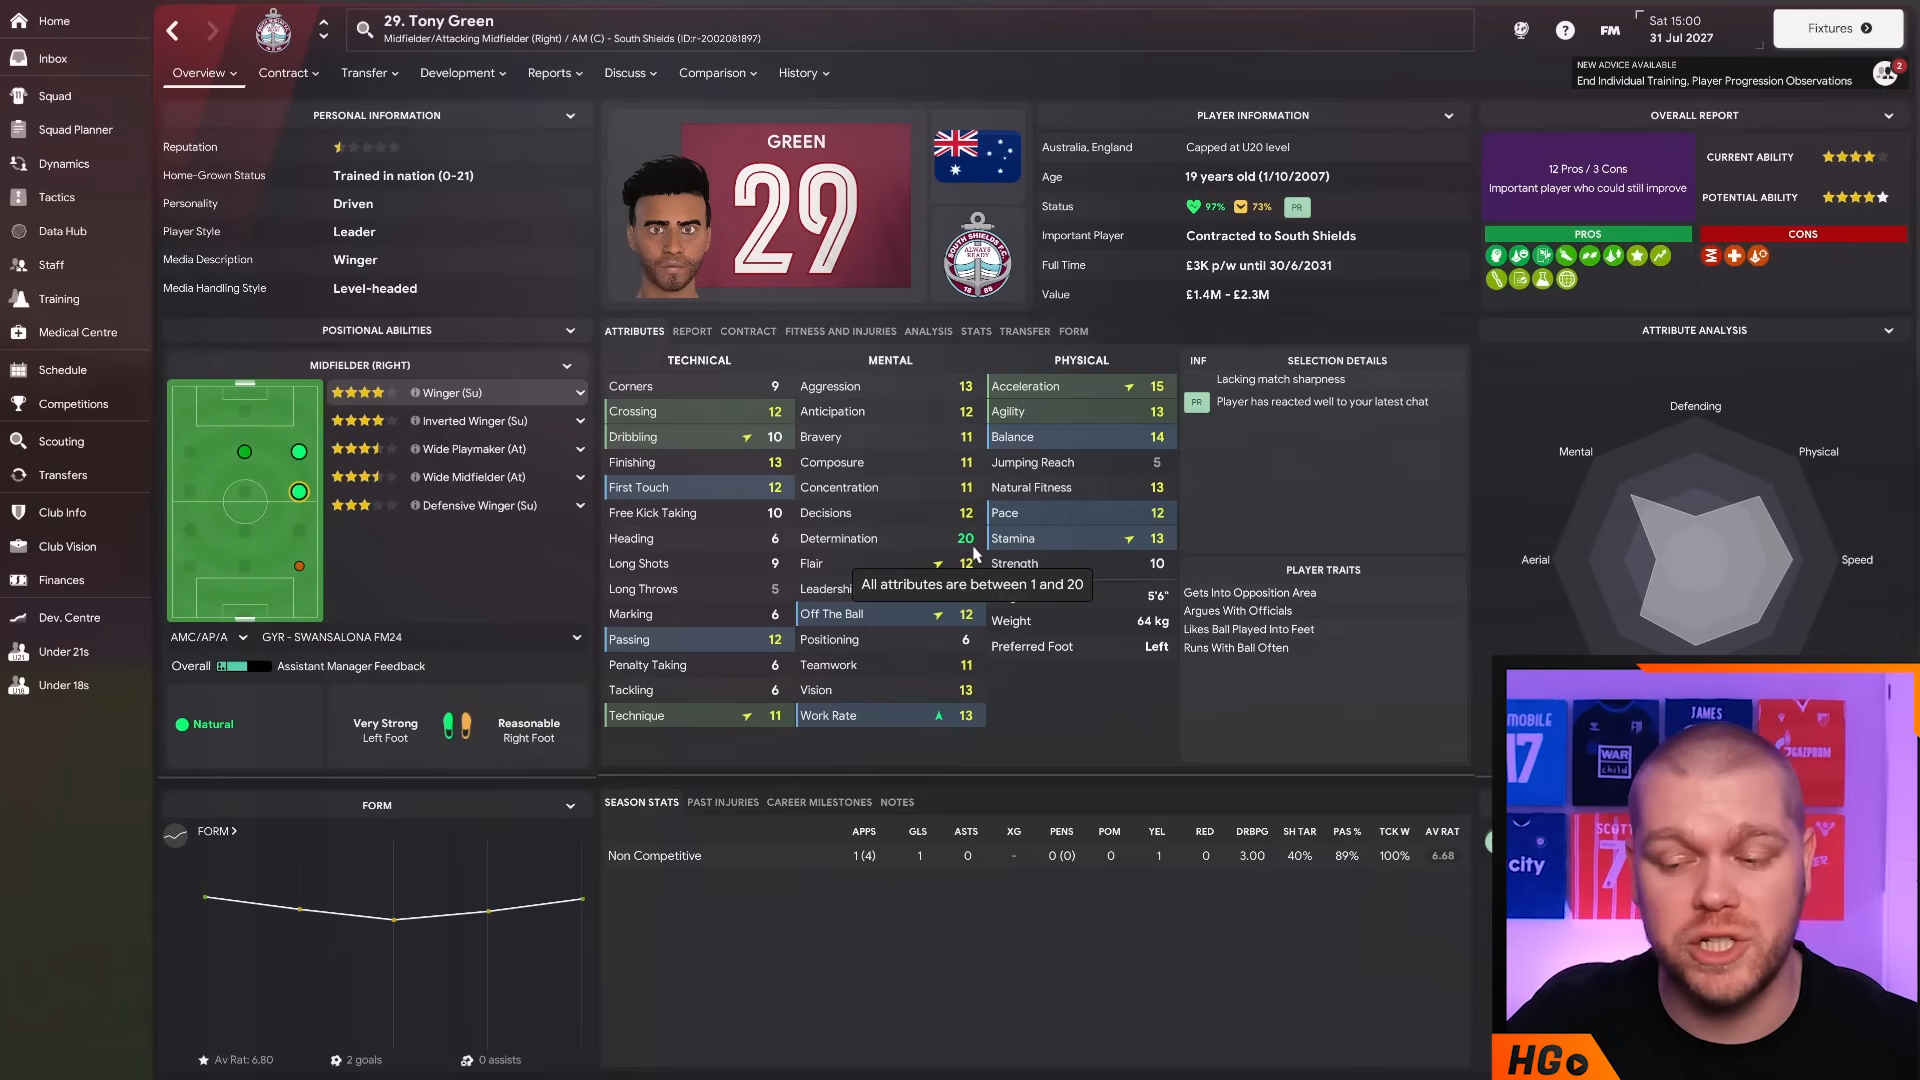 Home
Inbox
Squad
Squad Planner
Dynamics
Tactics
Data Hub
Staff
Training
Medical Centre
Schedule
Competitions
Scouting
Transfers
Club Info
Club Vision
Finances
Dev. Centre
Under 21s
Under 18s
29. Tony Green
Midfielder/Attacking Midfielder (Right) / AM (C) - South Shields (ID:r-2002081897)
FM
Sat 15:00
31 Jul 2027
Fixtures
Overview Contract Transfer Development Reports Discuss Comparison History
NEW ADVICE AVAILABLE
End Individual Training, Player Progression Observations
2
PERSONAL INFORMATION
Reputation
Home-Grown Status Trained in nation (0-21)
Personality Driven
Player Style Leader
Media Description Winger
Media Handling Style Level-headed
GREEN
29
SOUTH SHIELDS F.C.
ALWAYS READY
1888
PLAYER INFORMATION
Australia, England Capped at U20 level
Age 19 years old (1/10/2007)
Status 97% 73% PR
Important Player Contracted to South Shields
Full Time £3K p/w until 30/6/2031
Value £1.4M - £2.3M
OVERALL REPORT
12 Pros / 3 Cons
Important player who could still improve
CURRENT ABILITY
POTENTIAL ABILITY
PROS CONS
POSITIONAL ABILITIES
MIDFIELDER (RIGHT)
Winger (Su)
Inverted Winger (Su)
Wide Playmaker (At)
Wide Midfielder (At)
Defensive Winger (Su)
AMC/AP/A GYR - SWANSALONA FM24
Overall Assistant Manager Feedback
Natural
Very Strong
Left Foot
Reasonable
Right Foot
ATTRIBUTES REPORT CONTRACT FITNESS AND INJURIES ANALYSIS STATS TRANSFER FORM
TECHNICAL
Corners 9
Crossing 12
Dribbling 10
Finishing 13
First Touch 12
Free Kick Taking 10
Heading 6
Long Shots 9
Long Throws 5
Marking 6
Passing 12
Penalty Taking 6
Tackling 6
Technique 11
MENTAL
Aggression 13
Anticipation 12
Bravery 11
Composure 11
Concentration 11
Decisions 12
Determination 20
Flair 12
Leadershi
Off The Ball 12
Positioning 6
Teamwork 11
Vision 13
Work Rate 13
All attributes are between 1 and 20
PHYSICAL
Acceleration 15
Agility 13
Balance 14
Jumping Reach 5
Natural Fitness 13
Pace 12
Stamina 13
Strength 10
5'6"
Weight 64 kg
Preferred Foot Left
INF SELECTION DETAILS
Lacking match sharpness
PR Player has reacted well to your latest chat
PLAYER TRAITS
Gets Into Opposition Area
Argues With Officials
Likes Ball Played Into Feet
Runs With Ball Often
ATTRIBUTE ANALYSIS
Defending
Mental Physical
Aerial Speed
FORM
FORM
Av Rat: 6.80 2 goals 0 assists
SEASON STATS PAST INJURIES CAREER MILESTONES NOTES
APPS GLS ASTS XG PENS POM YEL RED DRBPG SH TAR PAS % TCK W AV RAT
Non Competitive 1 (4) 1 0 - 0 (0) 0 1 0 3.00 40% 89% 100% 6.68
MOBILE
17
WAR
child
JAMES
GAZPROM
city
SCOTT
7
HGO